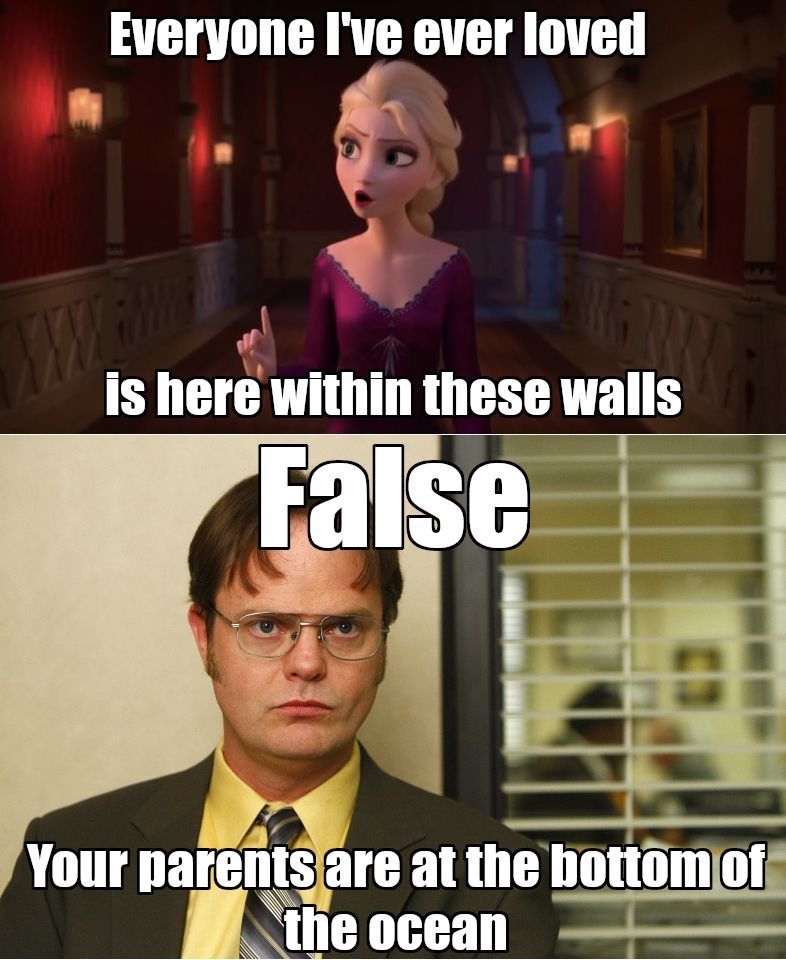 Everyone I've ever loved
is here within these walls
False
Your parents are at the bottom of
the ocean